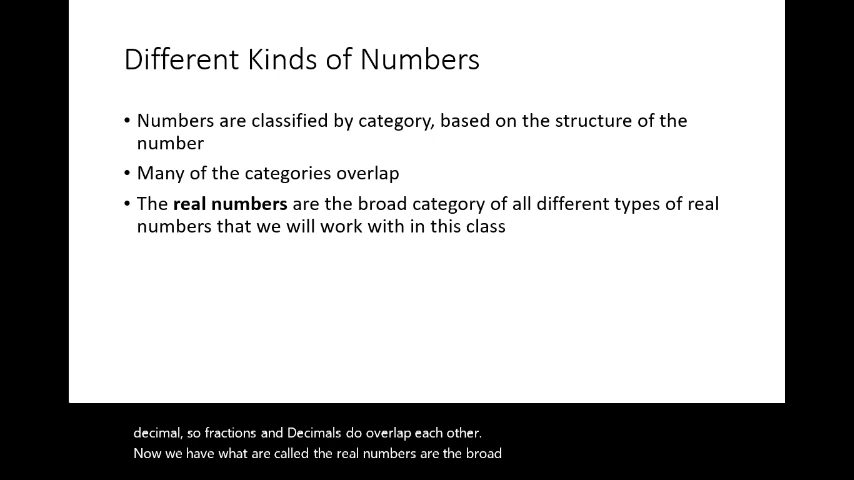 Different Kinds of Numbers
• Numbers are classified by category, based on the structure of the
number
• Many of the categories overlap
• The real numbers are the broad category of all different types of real
numbers that we will work with in this class
decimal, so fractions and Decimals do overlap each other.
Now we have what are called the real numbers are the broad